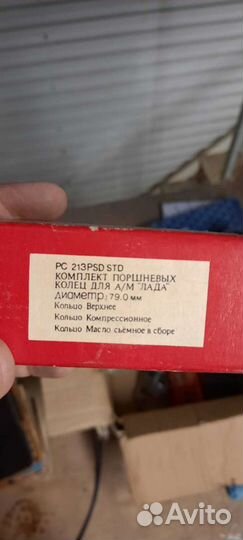 PC 213PSD STD
КОМПЛЕКТ ПОРШНЕВЫХ
КОЛЕЦ ДЛЯ А/М "ЛАДА"
диаметр: 79.0 мм
Кольцо Верхнее
Кольцо Компрессионное
Кольцо Масло съёмное в сборе
Avito